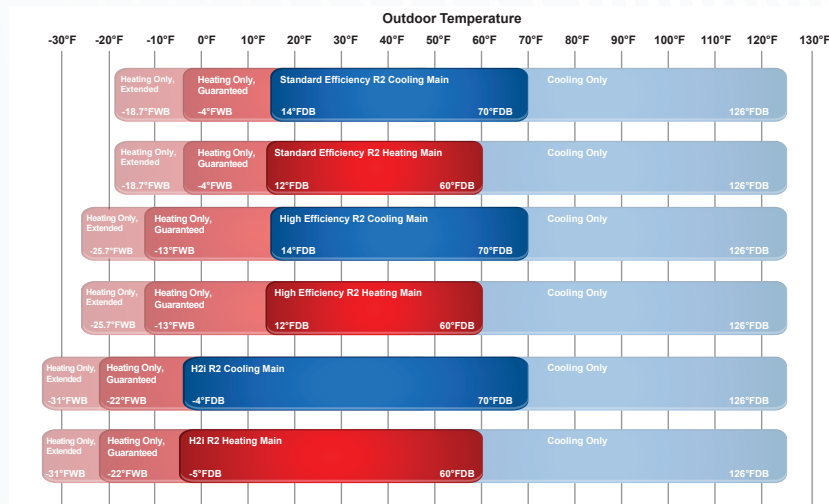 Outdoor Temperature
-30°F -20°F -10°F 0°F 10°F 20°F 30°F 40°F 50°F 60°F 70°F 80°F 90°F 100°F 110°F 120°F 130°F
Heating Only,
Extended
-18.7°FWB
Heating Only,
Guaranteed
-4°FWB
Standard Efficiency R2 Cooling Main
14°FDB 70°FDB
Cooling Only
126°FDB
Heating Only,
Extended
-18.7°FWB
Heating Only,
Guaranteed
-4°FWB
Standard Efficiency R2 Heating Main
12°FDB 60°FDB
Cooling Only
126°FDB
Heating Only,
Extended
-25.7°FWB
Heating Only,
Guaranteed
-13°FWB
High Efficiency R2 Cooling Main
14°FDB 70°FDB
Cooling Only
126°FDB
Heating Only,
Extended
-25.7°FWB
Heating Only,
Guaranteed
-13°FWB
High Efficiency R2 Heating Main
12°FDB 60°FDB
Cooling Only
126°FDB
Heating Only,
Extended
-31°FWB
Heating Only,
Guaranteed
-22°FWB
H2i R2 Cooling Main
-4°FDB 70°FDB
Cooling Only
126°FDB
Heating Only,
Extended
-31°FWB
Heating Only,
Guaranteed
-22°FWB
H2i R2 Heating Main
-5°FDB 60°FDB
Cooling Only
126°FDB